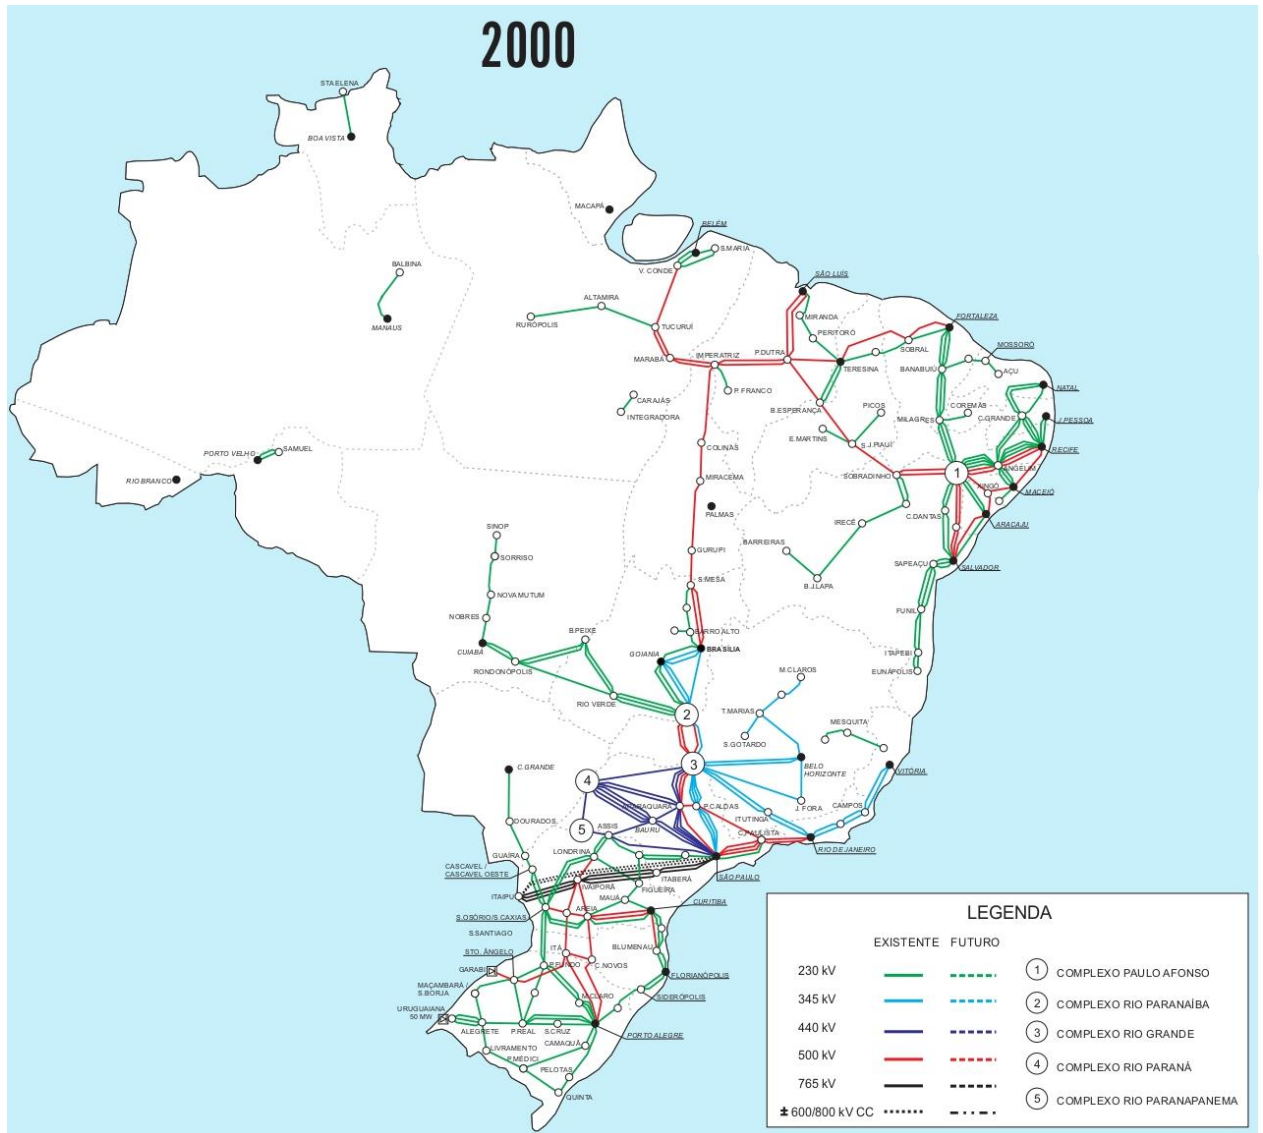 2000
STA ELENA
BOA VISTA
MACAPÁ
BELÉM
S.MARIA
V. CONDE
BALBINA
MANAUS
ALTAMIRA
RURÓPOLIS
TUCURUÍ
SÃO LUÍS
MIRANDA
PERITORÓ
FORTALEZA
SOBRAL
MARABÁ
IMPERATRIZ
P.DUTRA
TERESINA
BANABUIÚ
MOSSORÓ
AÇU
P. FRANCO
CARAJÁS
INTEGRADORA
B.ESPERANÇA
PICOS
COREMAS
NATAL
MILAGRES
C.GRANDE
J.PESSOA
E.MARTINS
S.J.PIAUÍ
RECIFE
COLINAS
PORTO VELHO
SAMUEL
RIO BRANCO
MIRACEMA
SOBRADINHO
1
ANGELIM
XINGÓ
MACEIÓ
PALMAS
C.DANTAS
ARACAJU
IRECÊ
SINOP
BARREIRAS
SORRISO
GURUPI
SAPEAÇU
SALVADOR
S.MESA
B.J.LAPA
NOVA MUTUM
NOBRES
FUNIL
B.PEIXE
BARRO ALTO
CUIABÁ
GOIANIA
BRASÍLIA
ITAPEBI
RONDONÓPOLIS
EUNÁPOLIS
M.CLAROS
RIO VERDE
2
T.MARIAS
MESQUITA
S.GOTARDO
C.GRANDE
4
3
BELO
HORIZONTE
VITÓRIA
ARARAQUARA
P.CALDAS
J. FORA
CAMPOS
DOURADOS
5
ASSIS
BAURU
ITUTINGA
C.PAULISTA
RIO DE JANEIRO
GUAÍRA
LONDRINA
CASCAVEL /
CASCAVEL OESTE
SÃO PAULO
ITABERÁ
IVAIPORÃ
FIGUEIRA
ITAIPU
MAUÁ
CURITIBA
AREIA
S.OSÓRIO/S.CAXIAS
S.SANTIAGO
BLUMENAU
ITÁ
STO. ÂNGELO
GARABI
P.FUNDO
C.NOVOS
FLORIANÓPOLIS
MAÇAMBARÁ /
S.BORJA
SIDERÓPOLIS
M.CLARO
URUGUAIANA
50 MW
ALEGRETE
P.REAL
S.CRUZ
PORTO ALEGRE
CAMAQUÃ
LIVRAMENTO
P.MÉDICI
PELOTAS
QUINTA
LEGENDA
EXISTENTE FUTURO
230 kV
345 kV
440 kV
500 kV
765 kV
± 600/800 kV CC
1 COMPLEXO PAULO AFONSO
2 COMPLEXO RIO PARANAÍBA
3 COMPLEXO RIO GRANDE
4 COMPLEXO RIO PARANÁ
5 COMPLEXO RIO PARANAPANEMA